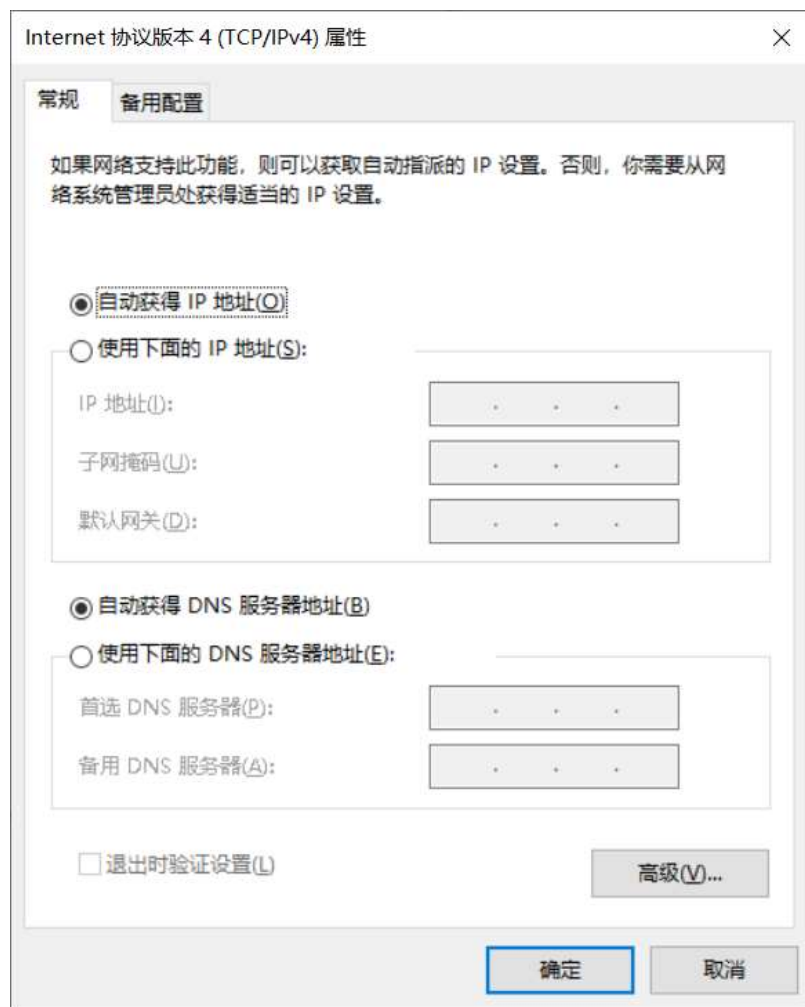 Internet 协议版本 4 (TCP/IPv4) 属性
常规
备用配置
如果网络支持此功能，则可以获取自动指派的 IP 设置。否则，你需要从网
络系统管理员处获得适当的 IP 设置。
自动获得 IP 地址(O)
使用下面的 IP 地址(S):
IP 地址(I):
子网掩码(U):
默认网关(D):
自动获得 DNS 服务器地址(B)
使用下面的 DNS 服务器地址(E):
首选 DNS 服务器(P):
备用 DNS 服务器(A):
退出时验证设置(L)
高级(V)...
确定
取消